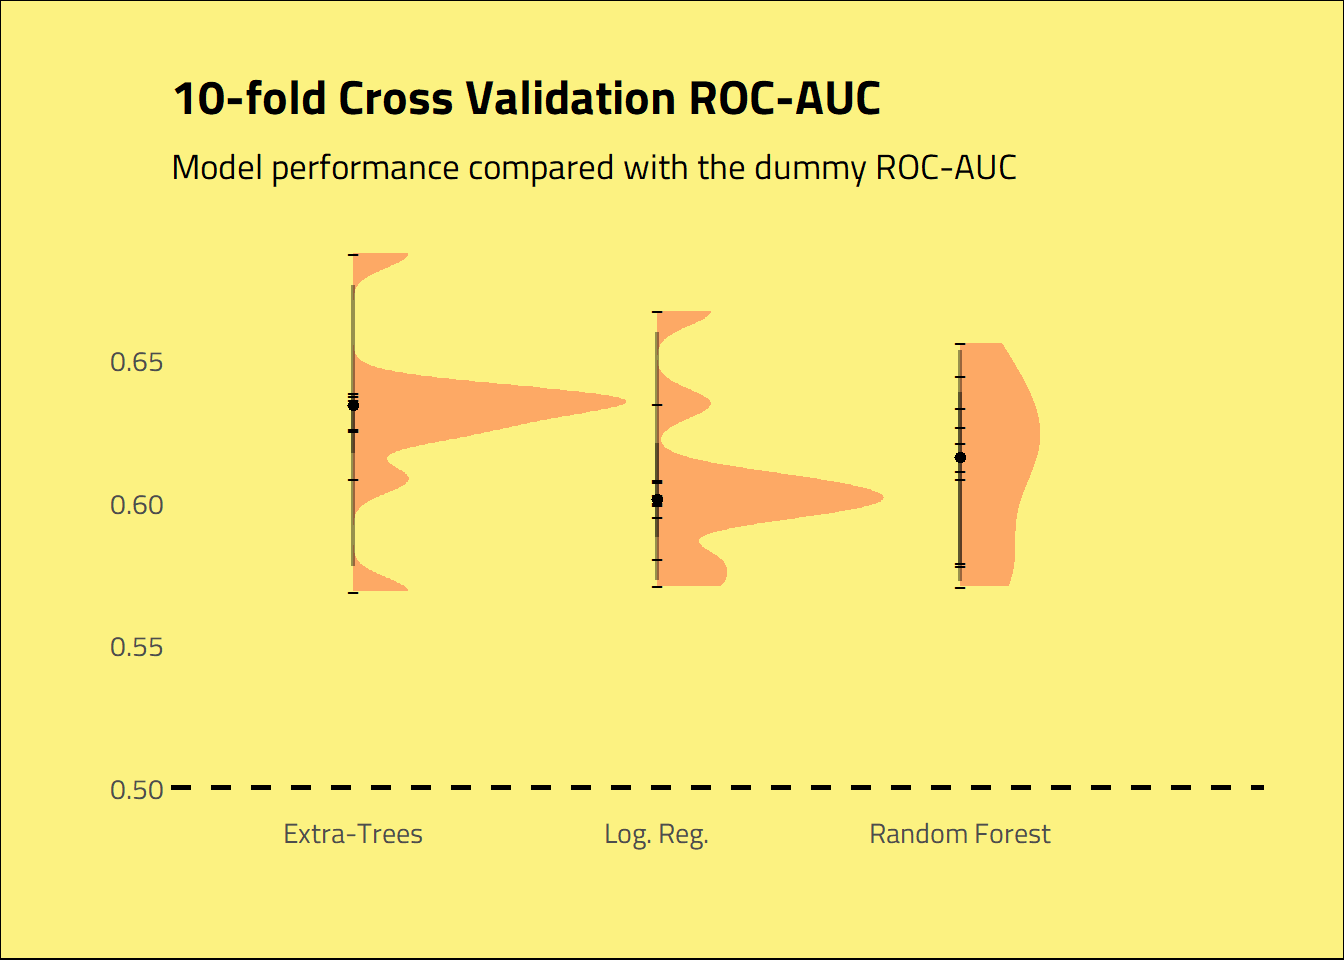 10-fold Cross Validation ROC-AUC
Model performance compared with the dummy ROC-AUC
0.65
0.60
0.55
0.50
Extra-Trees
Log. Reg.
Random Forest